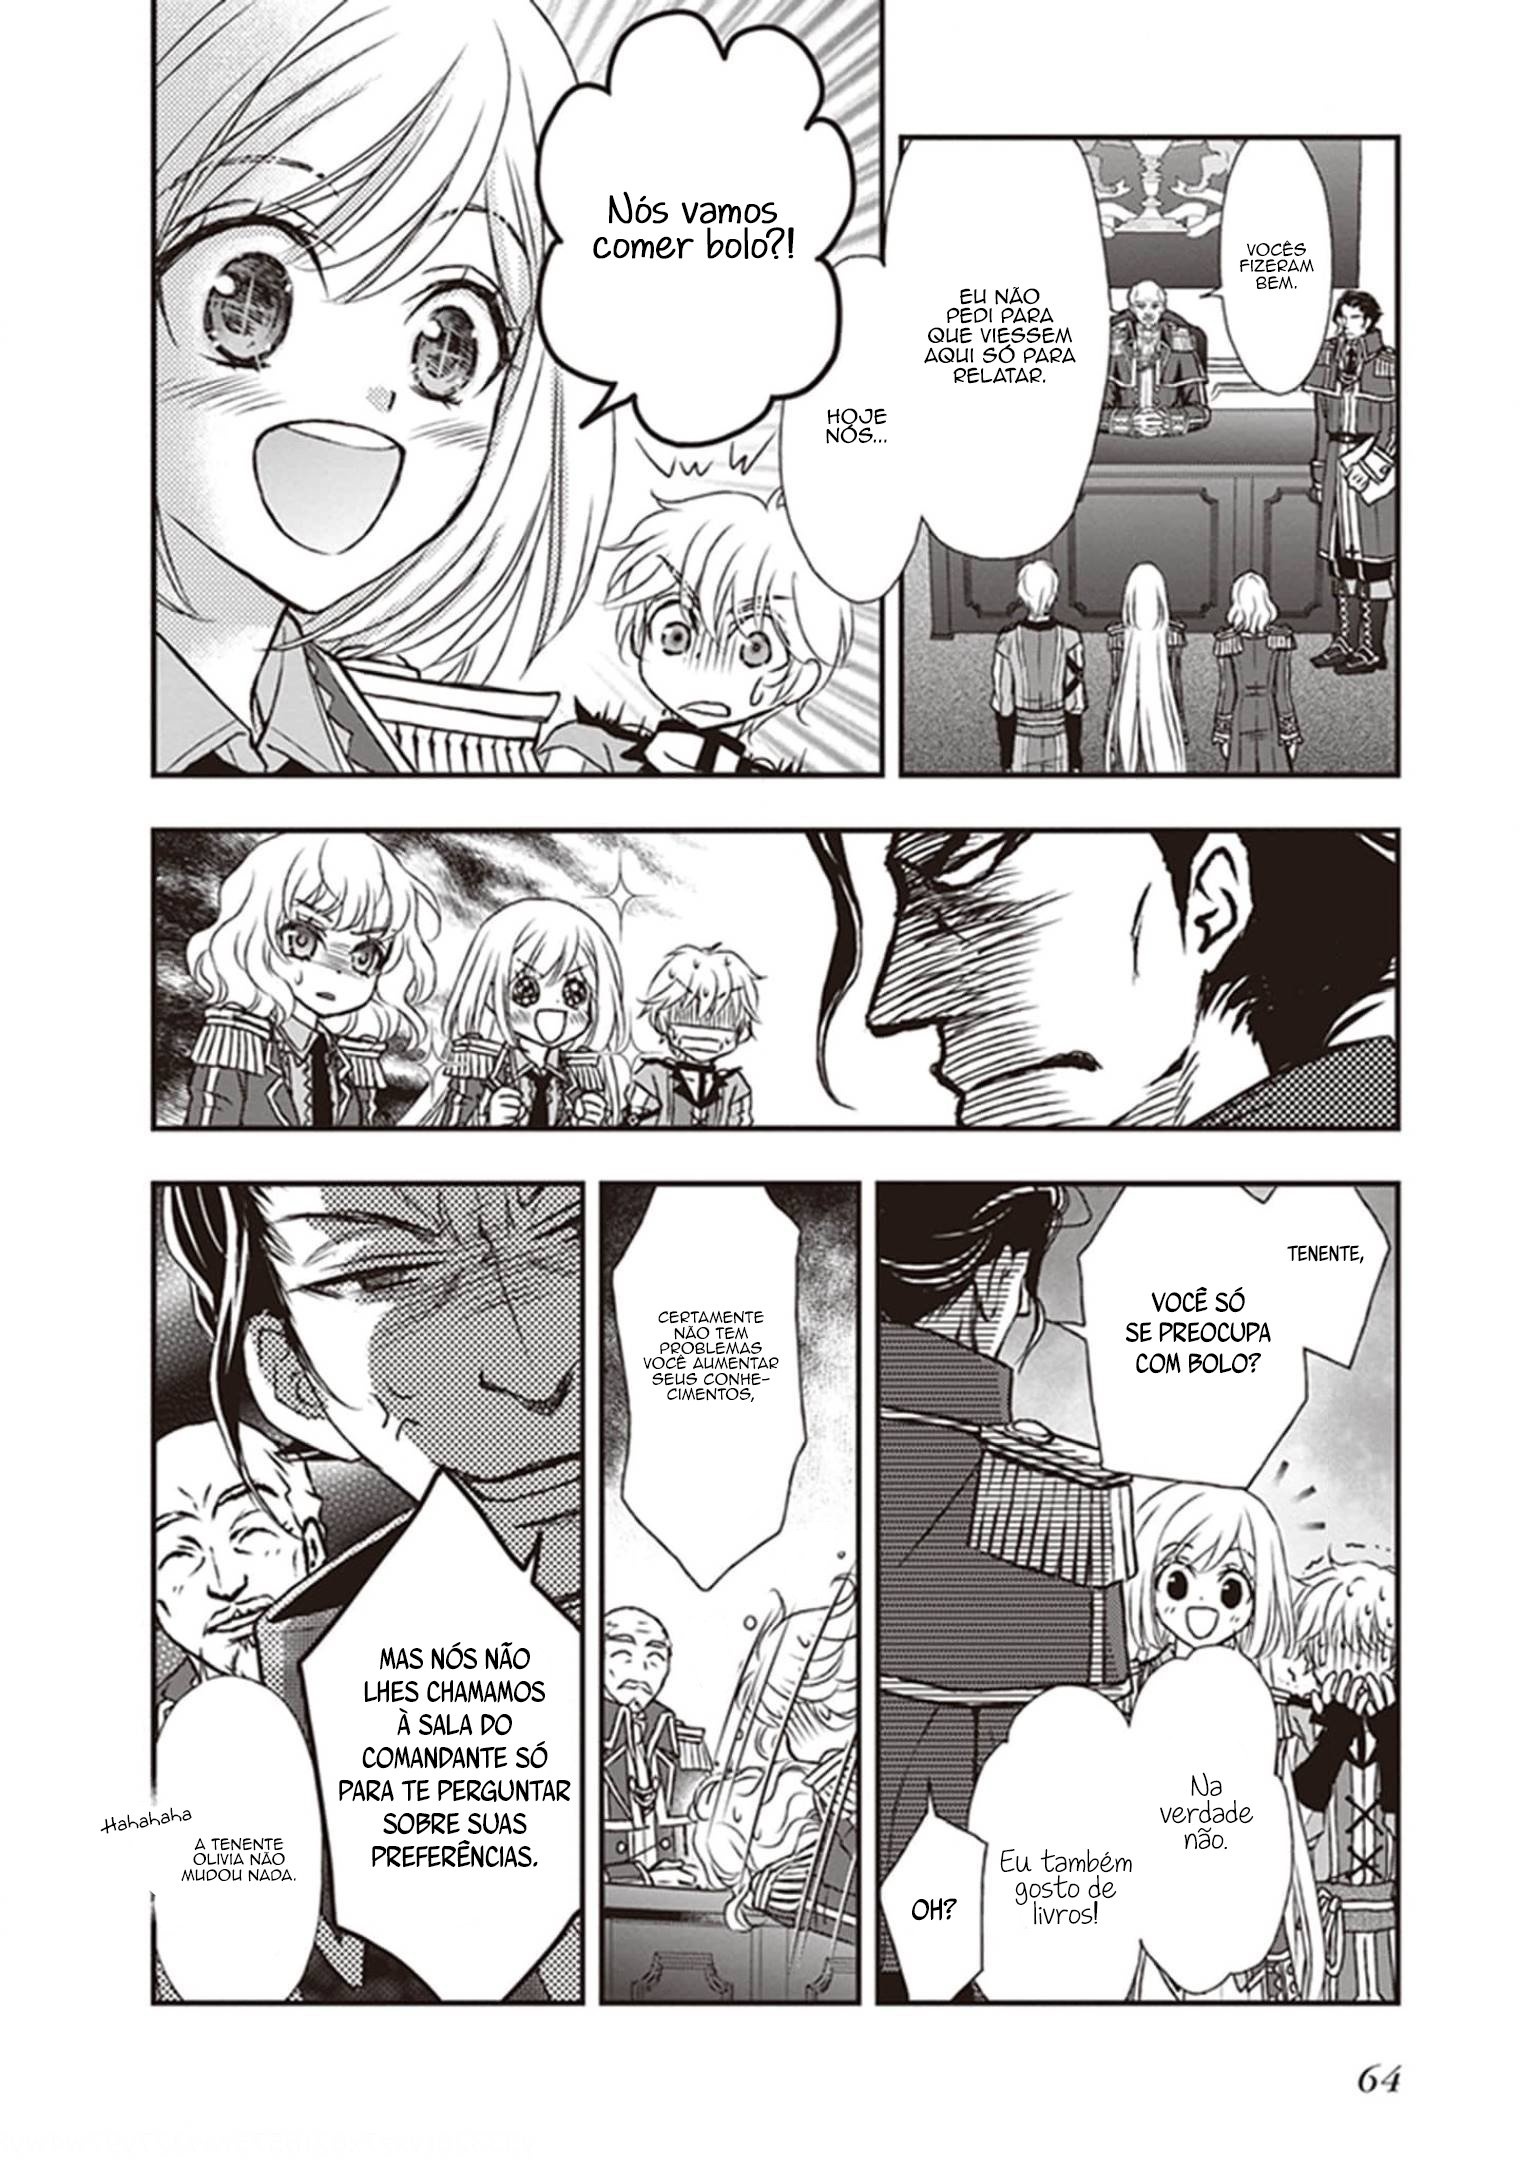 VOCÊS
FIZERAM
BEM.
EU NÃO
PEDI PARA
QUE VIESSEM
AQUI SÓ PARA
RELATAR.
HOJE
NÓS...
Nós vamos
comer bolo?!
TENENTE,
VOCÊ SÓ
SE PREOCUPA
COM BOLO?
Na
verdade
não.
Eu também
gosto de
livros!
OH?
CERTAMENTE
NÃO TEM
PROBLEMAS
VOCÊ AUMENTAR
SEUS CONHE-
CIMENTOS,
MAS NÓS NÃO
LHES CHAMAMOS
À SALA DO
COMANDANTE SÓ
PARA TE PERGUNTAR
SOBRE SUAS
PREFERÊNCIAS.
Hahahaha
A TENENTE
OLIVIA NÃO
MUDOU NADA.
64